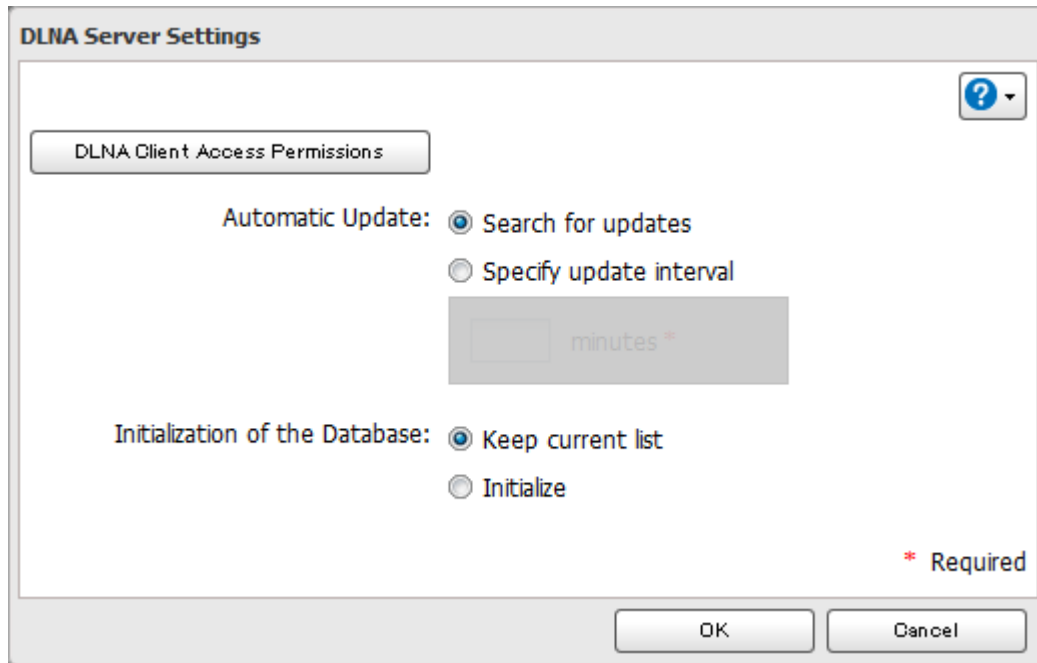 DLNA Server Settings
?
DLNA Client Access Permissions
Automatic Update: Search for updates
Specify update interval
minutes *
Initialization of the Database: Keep current list
Initialize
* Required
OK Cancel